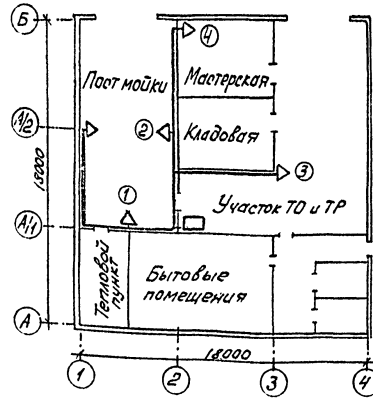 Б
4
Пост мойки
Мастерская
1/2
2
Кладовая
18000
3
1
Участок ТО и ТР
А/1
Тепловой
пункт
Бытовые
помещения
А
18000
1
2
3
4